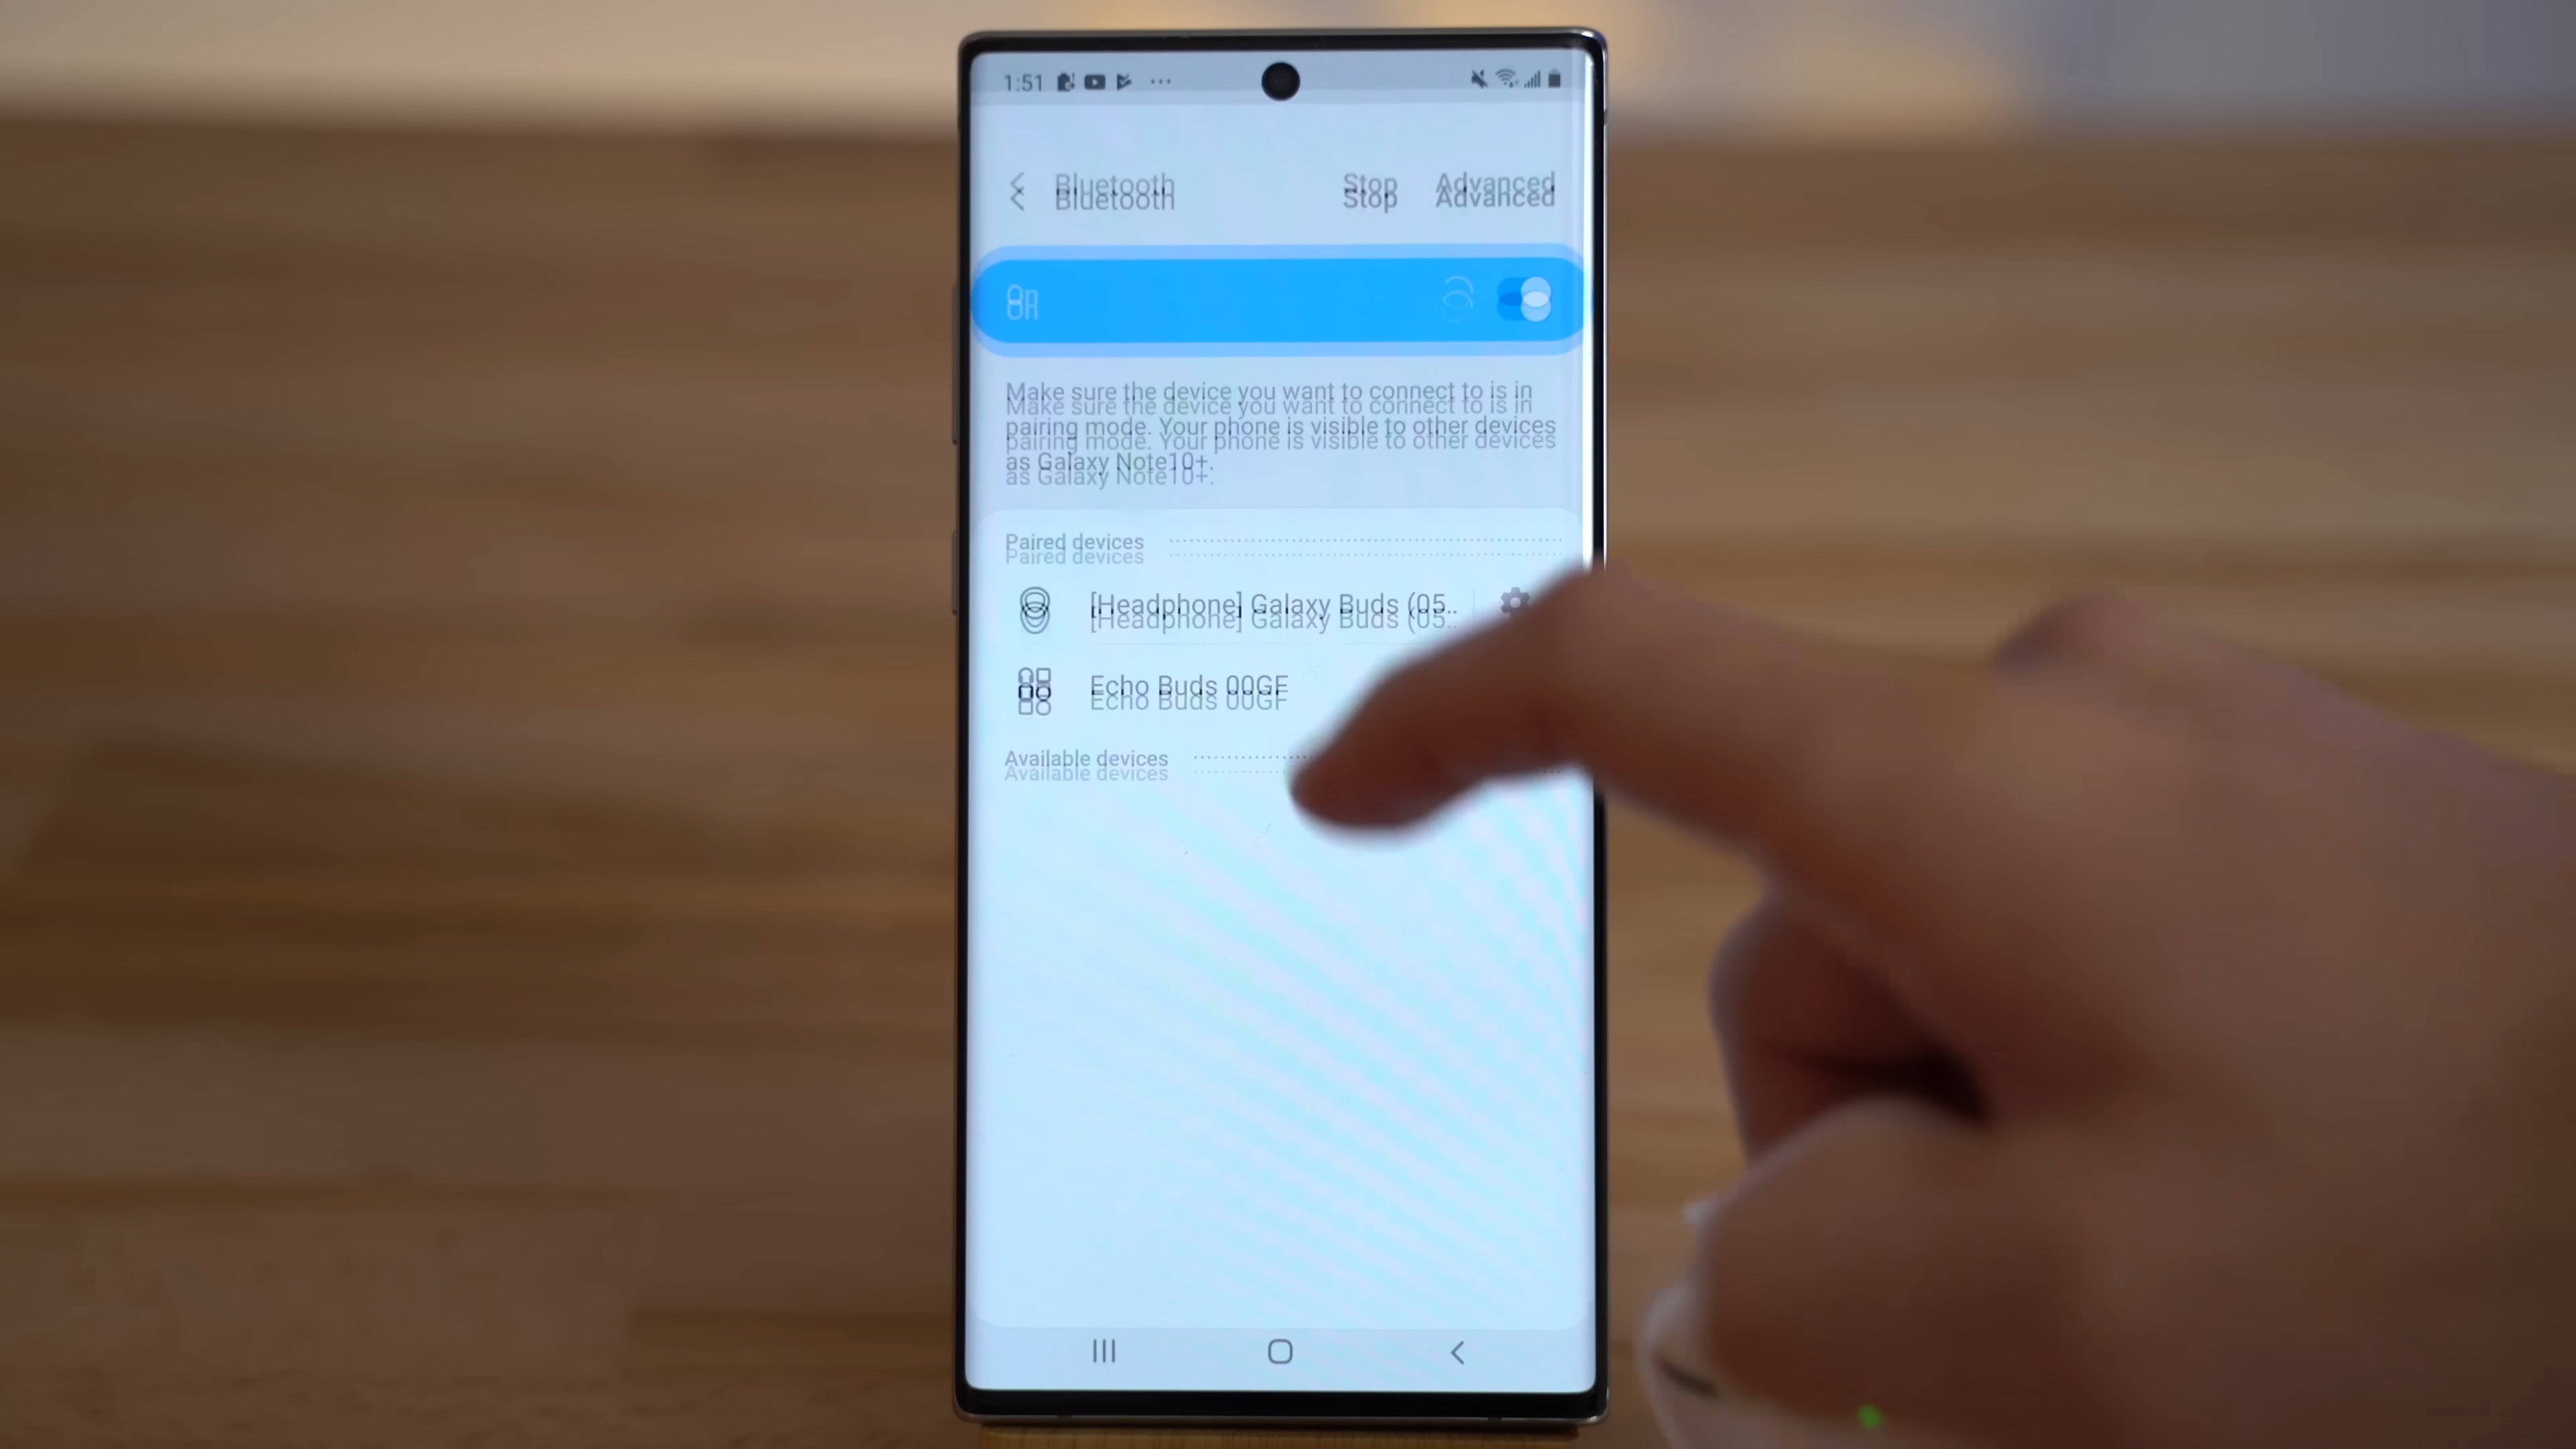 1:51
Bluetooth Stop Advanced
On
Make sure the device you want to connect to is in
pairing mode. Your phone is visible to other devices
as Galaxy Note10+.
Paired devices
[Headphone] Galaxy Buds (05..
Echo Buds 00GF
Available devices